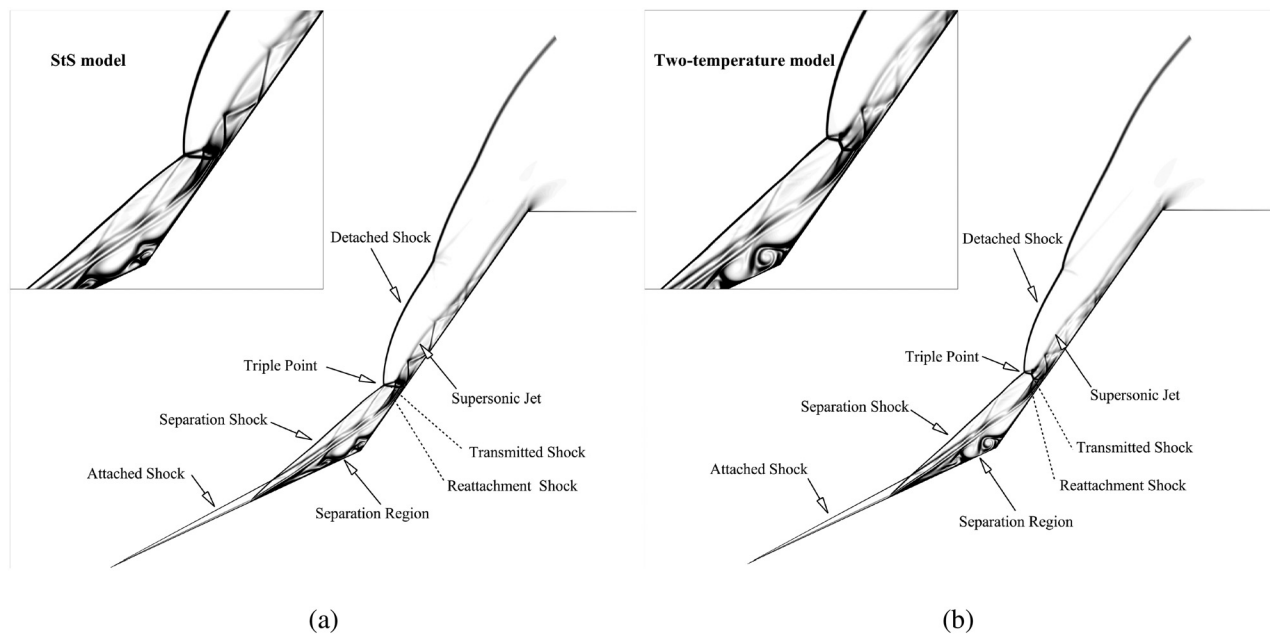 StS model
Detached Shock
Triple Point
Supersonic Jet
Separation Shock
Transmitted Shock
Attached Shock
Reattachment Shock
Separation Region
(a)
Two-temperature model
Detached Shock
Triple Point
Supersonic Jet
Separation Shock
Transmitted Shock
Attached Shock
Reattachment Shock
Separation Region
(b)